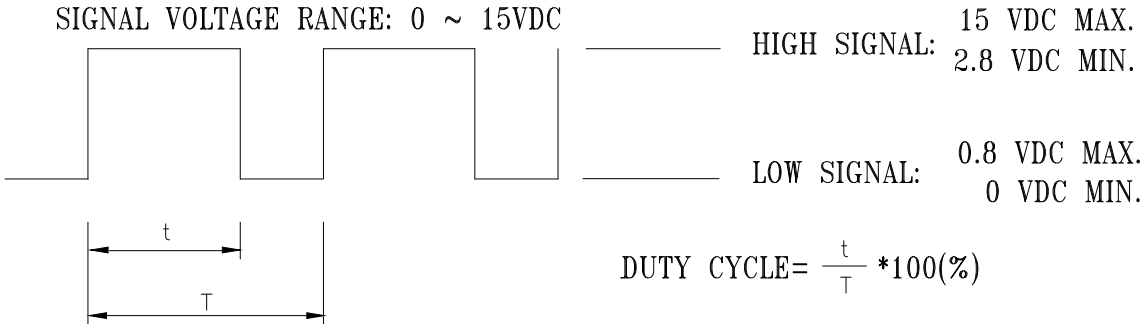 SIGNAL VOLTAGE RANGE: 0 ~ 15VDC
HIGH SIGNAL: 15 VDC MAX.
2.8 VDC MIN.
LOW SIGNAL: 0.8 VDC MAX.
0 VDC MIN.
t
T
DUTY CYCLE= t/T *100(%)